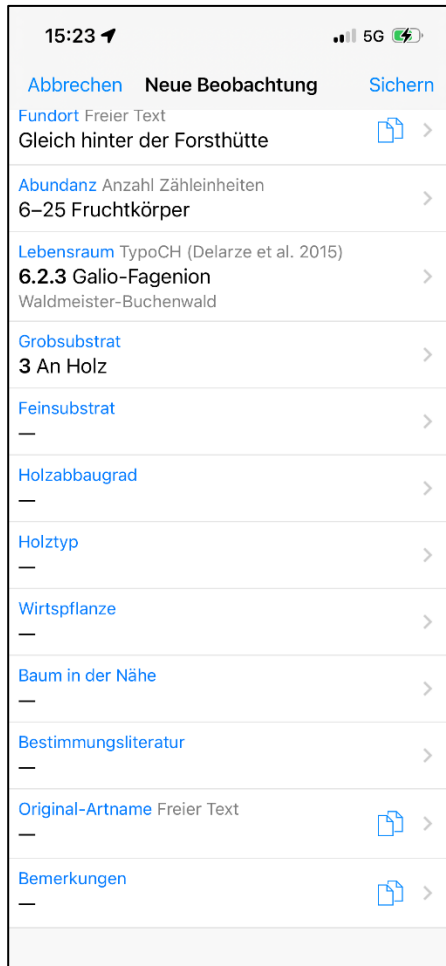 15:23
5G
Abbrechen Neue Beobachtung Sichern
Fundort Freier Text
Gleich hinter der Forsthütte
Abundanz Anzahl Zähleinheiten
6–25 Fruchtkörper
Lebensraum TypoCH (Delarze et al. 2015)
6.2.3 Galio-Fagenion
Waldmeister-Buchenwald
Grobsubstrat
3 An Holz
Feinsubstrat
—
Holzabbaugrad
—
Holztyp
—
Wirtspflanze
—
Baum in der Nähe
—
Bestimmungsliteratur
—
Original-Artname Freier Text
—
Bemerkungen
—